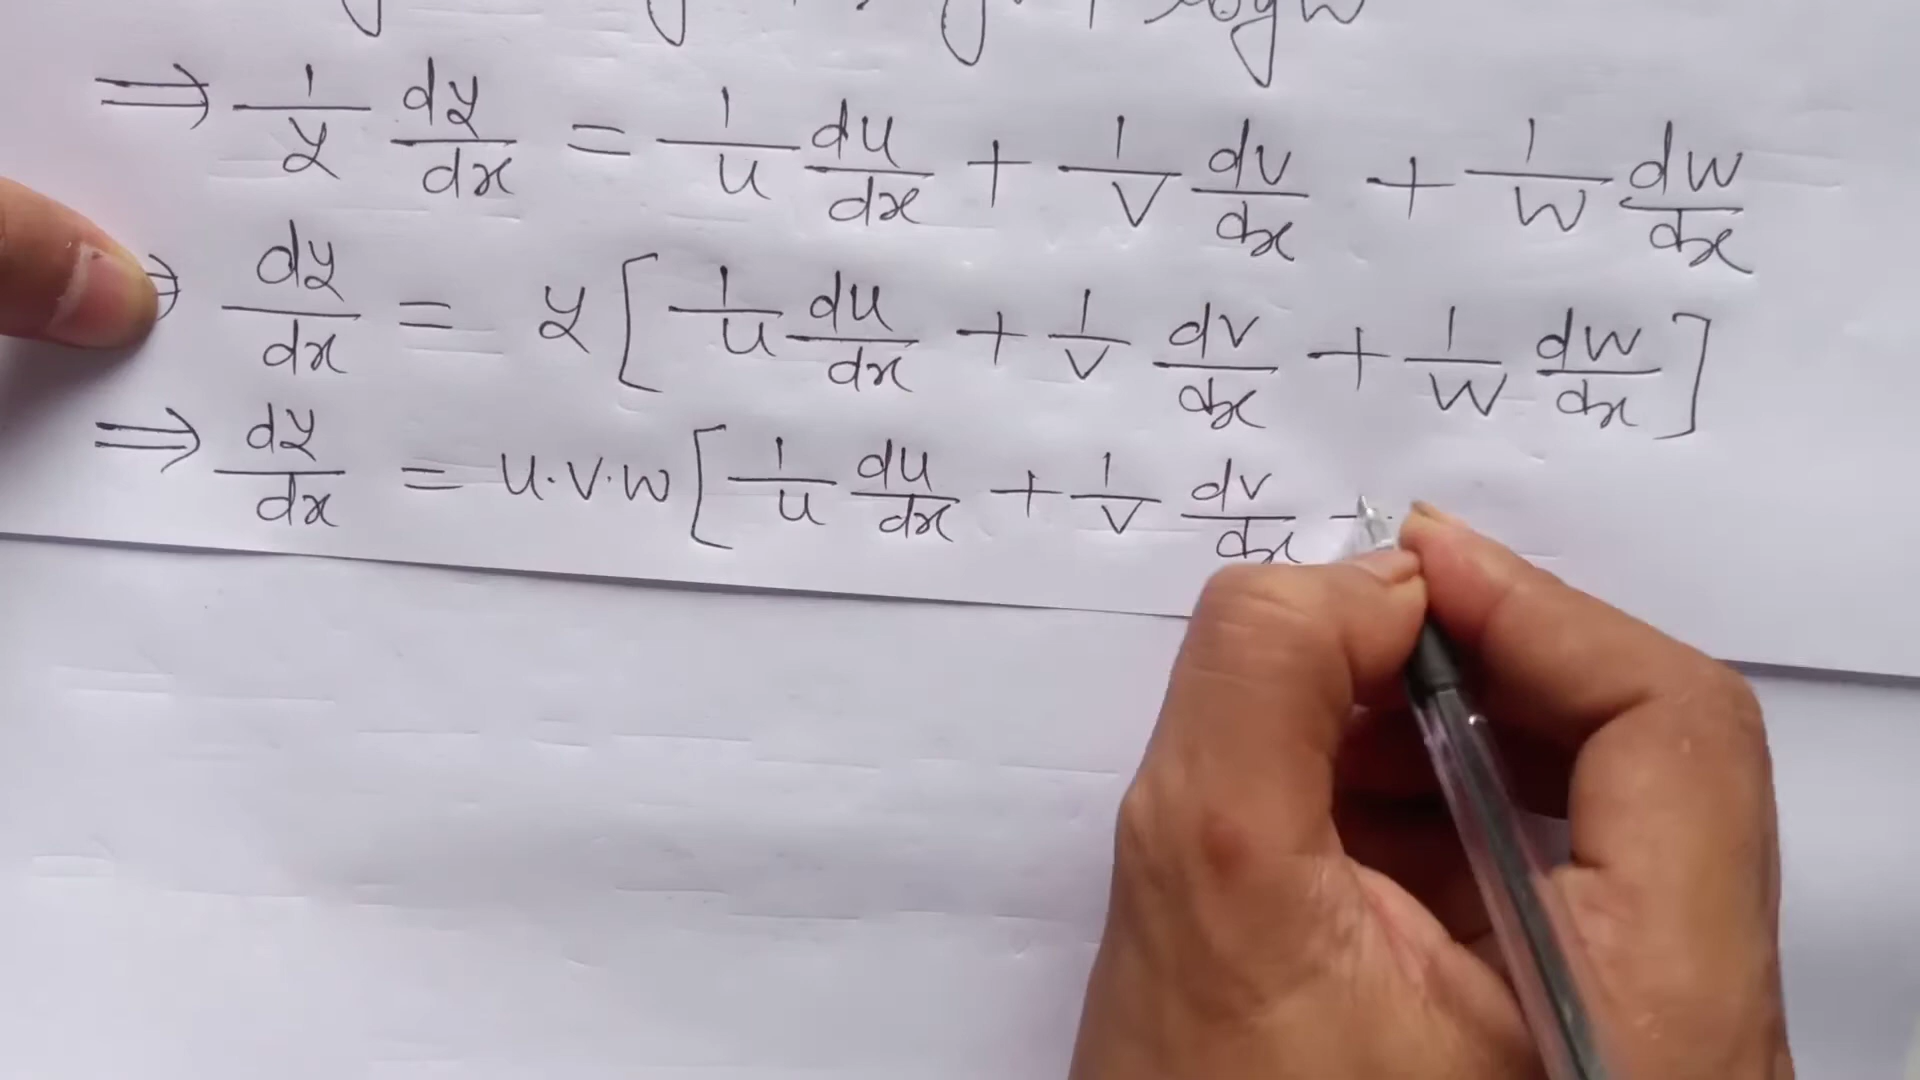 log w
⇒ 1/y dy/dx = 1/u du/dx + 1/v dv/dx + 1/w dw/dx
⇒ dy/dx = y [ 1/u du/dx + 1/v dv/dx + 1/w dw/dx ]
⇒ dy/dx = u·v·w [ 1/u du/dx + 1/v dv/dx +